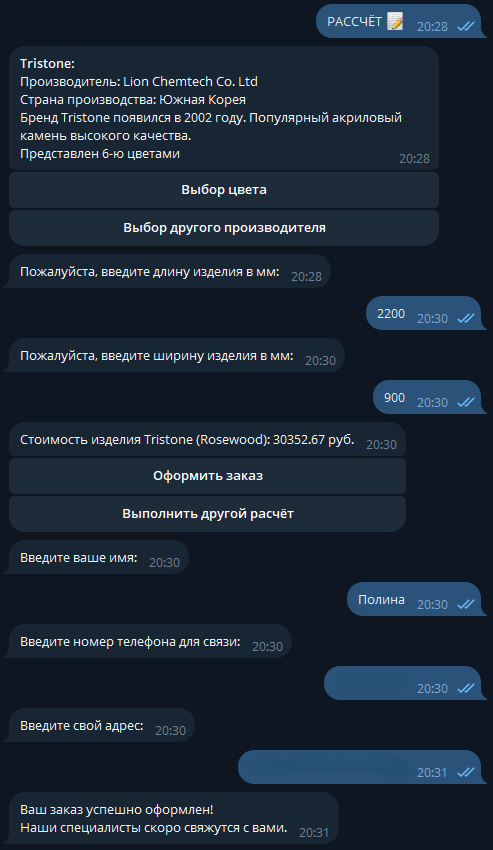 РАССЧЁТ 📝 20:28
Tristone:
Производитель: Lion Chemtech Co. Ltd
Страна производства: Южная Корея
Бренд Tristone появился в 2002 году. Популярный акриловый
камень высокого качества.
Представлен 6-ю цветами 20:28
Выбор цвета
Выбор другого производителя
Пожалуйста, введите длину изделия в мм: 20:28
2200 20:30
Пожалуйста, введите ширину изделия в мм: 20:30
900 20:30
Стоимость изделия Tristone (Rosewood): 30352.67 руб. 20:30
Оформить заказ
Выполнить другой расчёт
Введите ваше имя: 20:30
Полина 20:30
Введите номер телефона для связи: 20:30
20:30
Введите свой адрес: 20:30
20:31
Ваш заказ успешно оформлен!
Наши специалисты скоро свяжутся с вами. 20:31